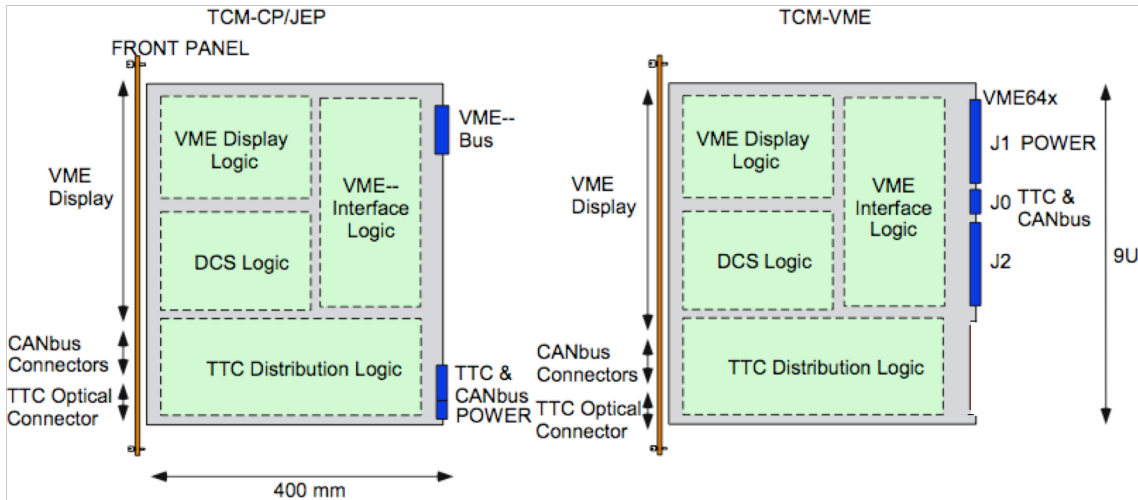 TCM-CP/JEP
FRONT PANEL
VME
Display
CANbus
Connectors
TTC Optical
Connector
VME Display
Logic
VME--
Interface
Logic
DCS Logic
TTC Distribution Logic
VME--
Bus
TTC &
CANbus
POWER
400 mm
TCM-VME
VME
Display
CANbus
Connectors
TTC Optical
Connector
VME Display
Logic
VME
Interface
Logic
DCS Logic
TTC Distribution Logic
VME64x
J1 POWER
J0 TTC &
CANbus
J2
9U